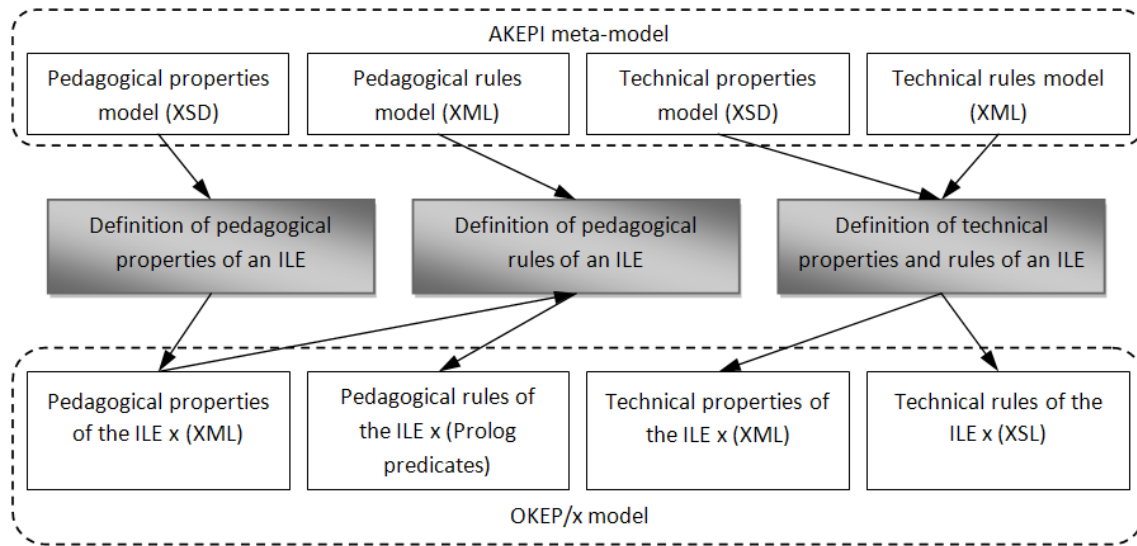 AKEPI meta-model
Pedagogical properties
model (XSD)
Pedagogical rules
model (XML)
Technical properties
model (XSD)
Technical rules model
(XML)
Definition of pedagogical
properties of an ILE
Definition of pedagogical
rules of an ILE
Definition of technical
properties and rules of an ILE
Pedagogical properties
of the ILE x (XML)
Pedagogical rules of
the ILE x (Prolog
predicates)
Technical properties of
the ILE x (XML)
Technical rules of the
ILE x (XSL)
OKEP/x model